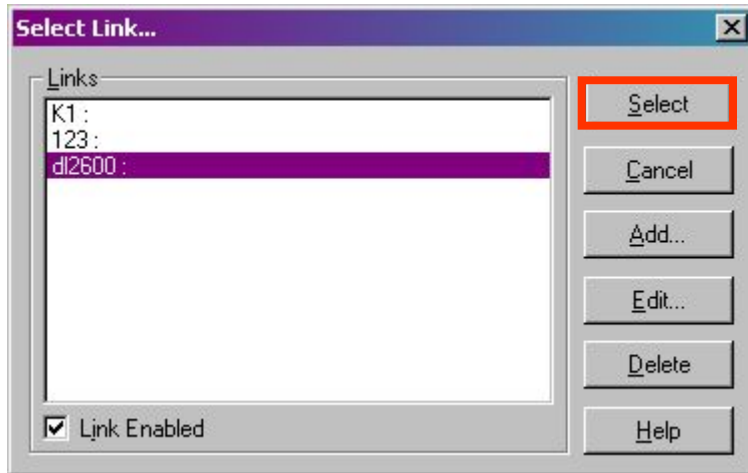 Select Link...
Links
K1 :
123 :
dl2600 :
Link Enabled
Select
Cancel
Add...
Edit...
Delete
Help